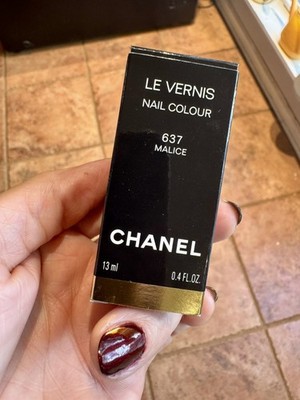 LE VERNIS
NAIL COLOUR
637
MALICE
CHANEL
13 ml 0.4 FL.OZ.